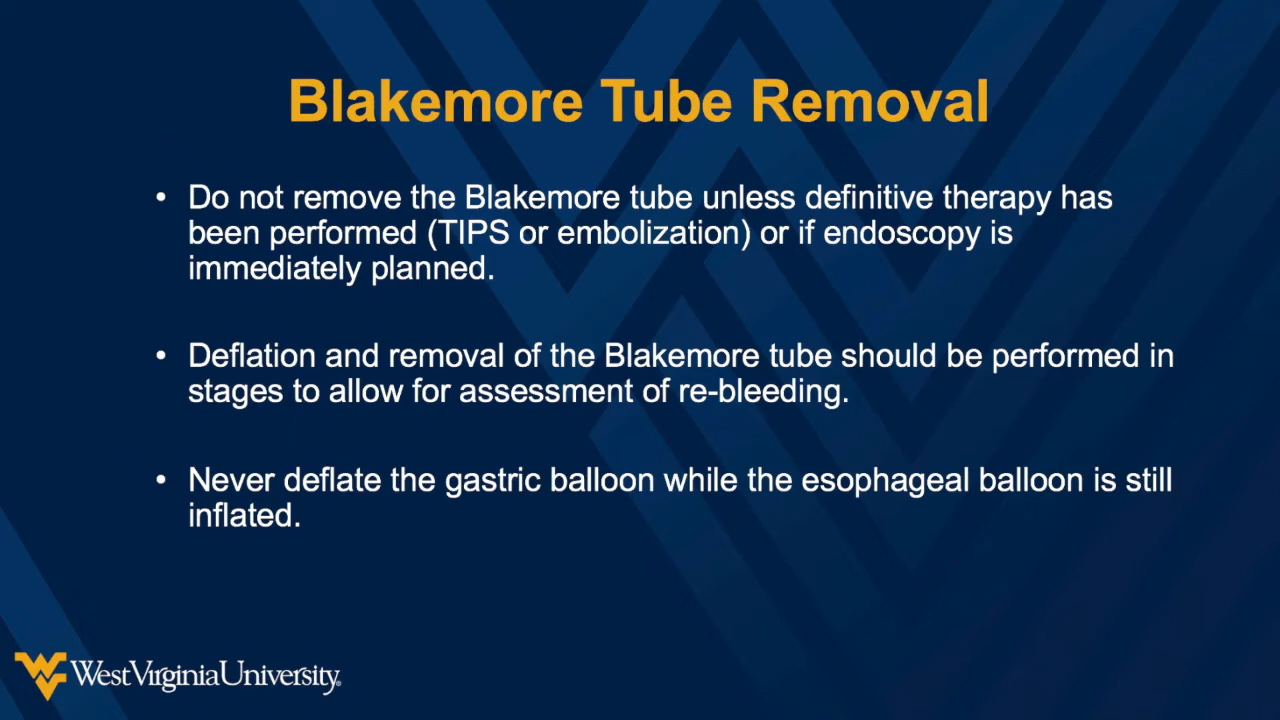 Blakemore Tube Removal
• Do not remove the Blakemore tube unless definitive therapy has
been performed (TIPS or embolization) or if endoscopy is
immediately planned.
• Deflation and removal of the Blakemore tube should be performed in
stages to allow for assessment of re-bleeding.
• Never deflate the gastric balloon while the esophageal balloon is still
inflated.
WestVirginiaUniversity®